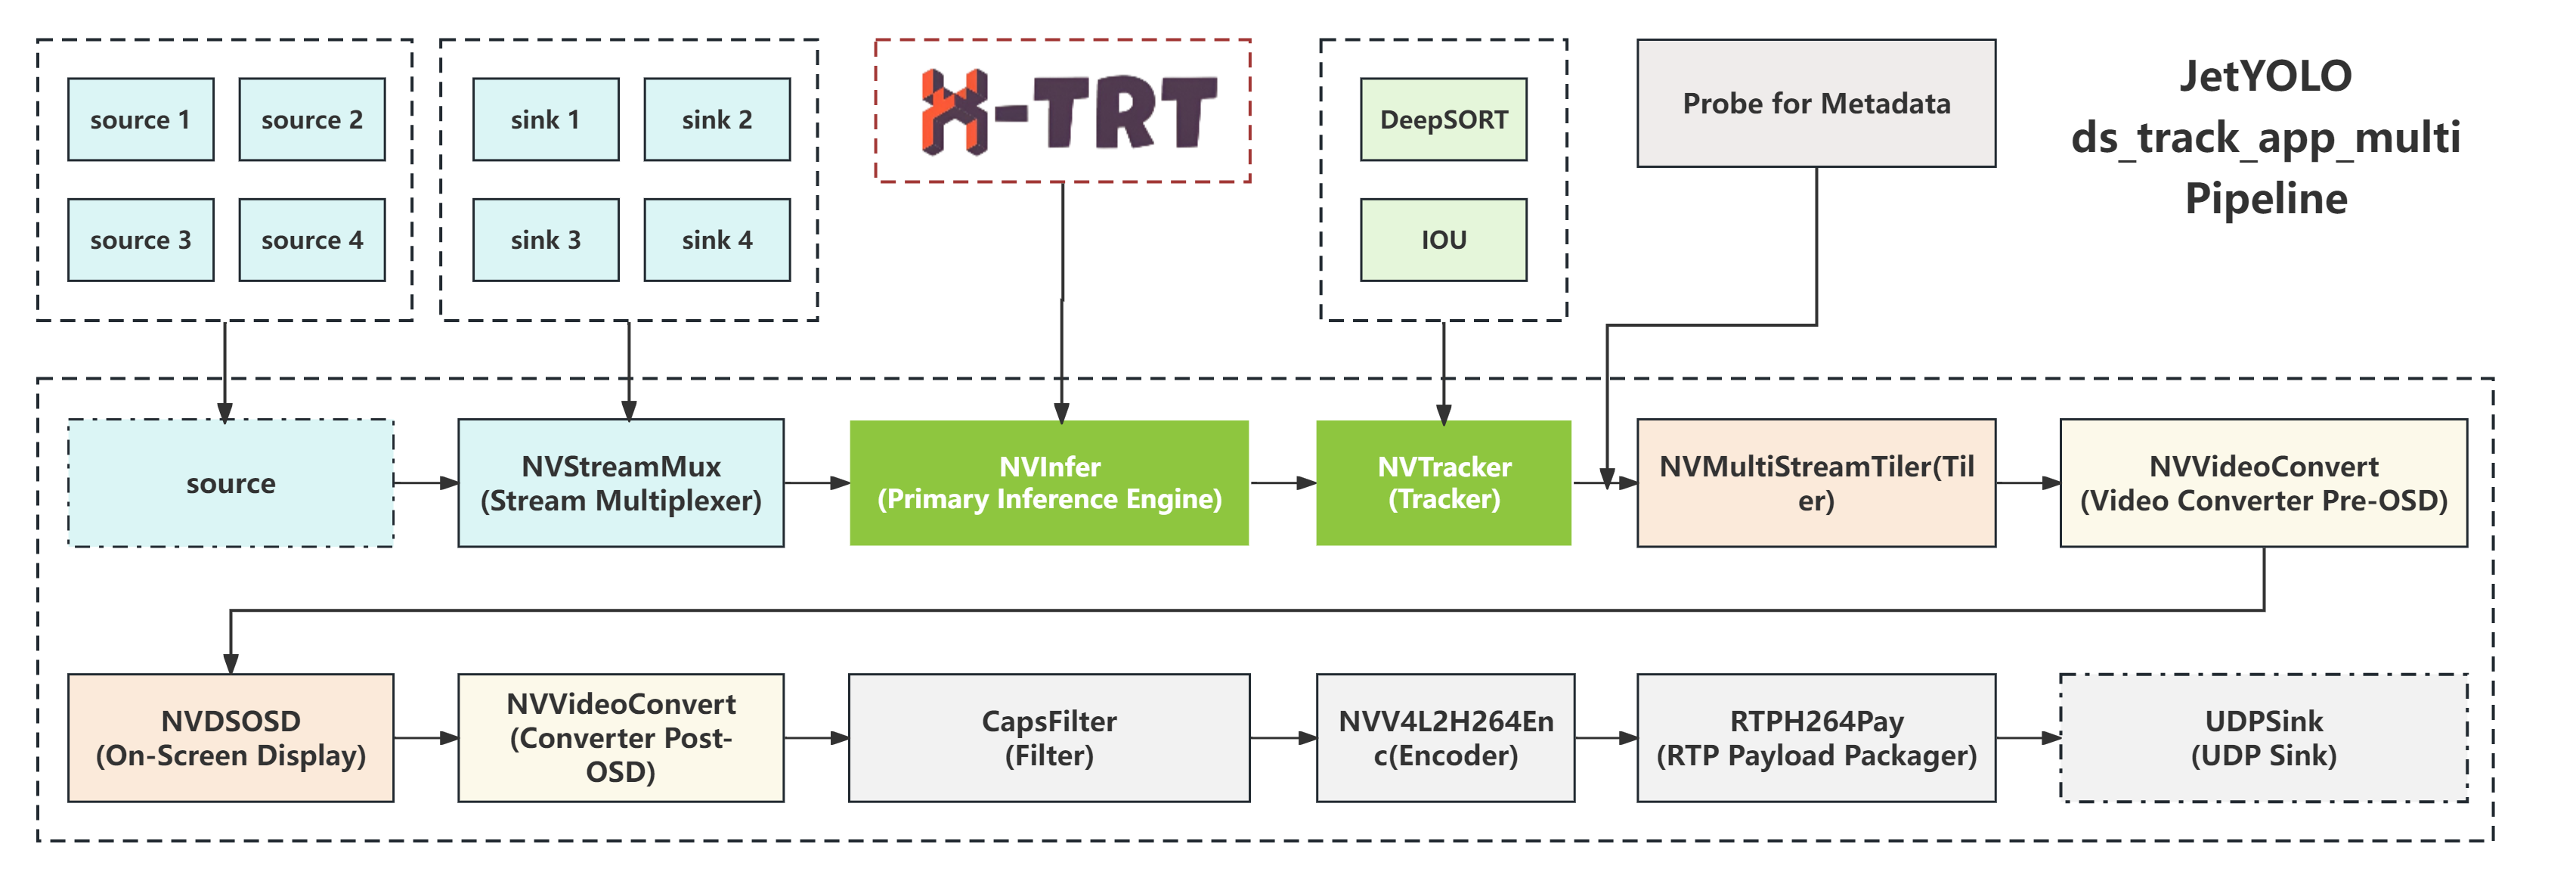 source 1
source 2
source 3
source 4
sink 1
sink 2
sink 3
sink 4
X-TRT
DeepSORT
IOU
Probe for Metadata
JetYOLO
ds_track_app_multi
Pipeline
source
NVStreamMux
(Stream Multiplexer)
NVInfer
(Primary Inference Engine)
NVTracker
(Tracker)
NVMultiStreamTiler(Til
er)
NVVideoConvert
(Video Converter Pre-OSD)
NVDSOSD
(On-Screen Display)
NVVideoConvert
(Converter Post-
OSD)
CapsFilter
(Filter)
NVV4L2H264En
c(Encoder)
RTPH264Pay
(RTP Payload Packager)
UDPSink
(UDP Sink)